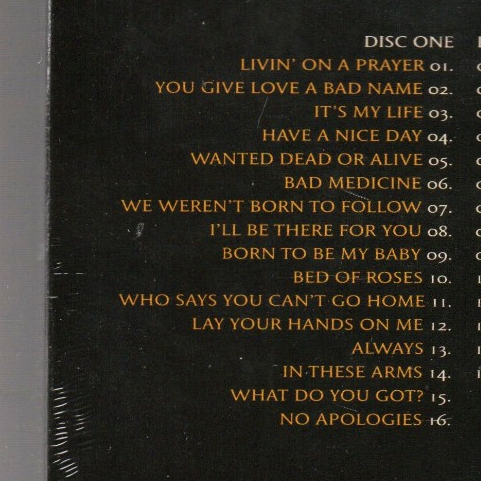 DISC ONE
LIVIN' ON A PRAYER 01.
YOU GIVE LOVE A BAD NAME 02.
IT'S MY LIFE 03.
HAVE A NICE DAY 04.
WANTED DEAD OR ALIVE 05.
BAD MEDICINE 06.
WE WEREN'T BORN TO FOLLOW 07.
I'LL BE THERE FOR YOU 08.
BORN TO BE MY BABY 09.
BED OF ROSES 10.
WHO SAYS YOU CAN'T GO HOME 11.
LAY YOUR HANDS ON ME 12.
ALWAYS 13.
IN THESE ARMS 14.
WHAT DO YOU GOT? 15.
NO APOLOGIES 16.